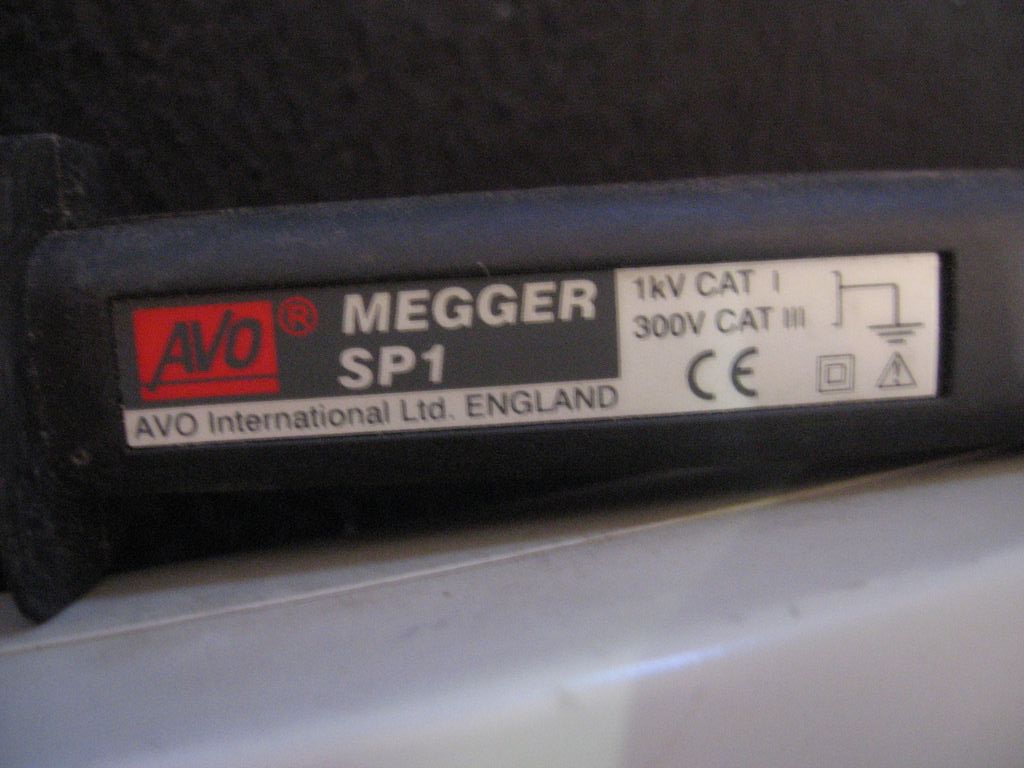 AVO® MEGGER
SP1
AVO International Ltd. ENGLAND
1kV CAT I
300V CAT III
CE